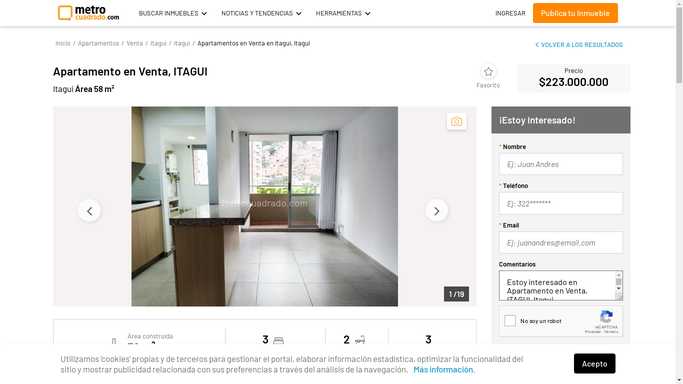 metro
cuadrado.com
BUSCAR INMUEBLES
NOTICIAS Y TENDENCIAS
HERRAMIENTAS
INGRESAR
Publica tu Inmueble
Inicio / Apartamentos / Venta / Itagui / Itagui / Apartamentos en Venta en Itagui, Itagui
VOLVER A LOS RESULTADOS
Apartamento en Venta, ITAGUI
Itagui Área 58 m²
Favorito
Precio
$223.000.000
¡Estoy Interesado!
* Nombre
Ej: Juan Andres
* Teléfono
Ej: 322*******
* Email
Ej: juanandres@email.com
Comentarios
Estoy interesado en
Apartamento en Venta,
ITAGUI, Itagui
No soy un robot
reCAPTCHA
Privacidad - Términos
1 /19
Área construida
3
2
3
Utilizamos 'cookies' propias y de terceros para gestionar el portal, elaborar información estadística, optimizar la funcionalidad del
sitio y mostrar publicidad relacionada con sus preferencias a través del análisis de la navegación. Más información.
Acepto